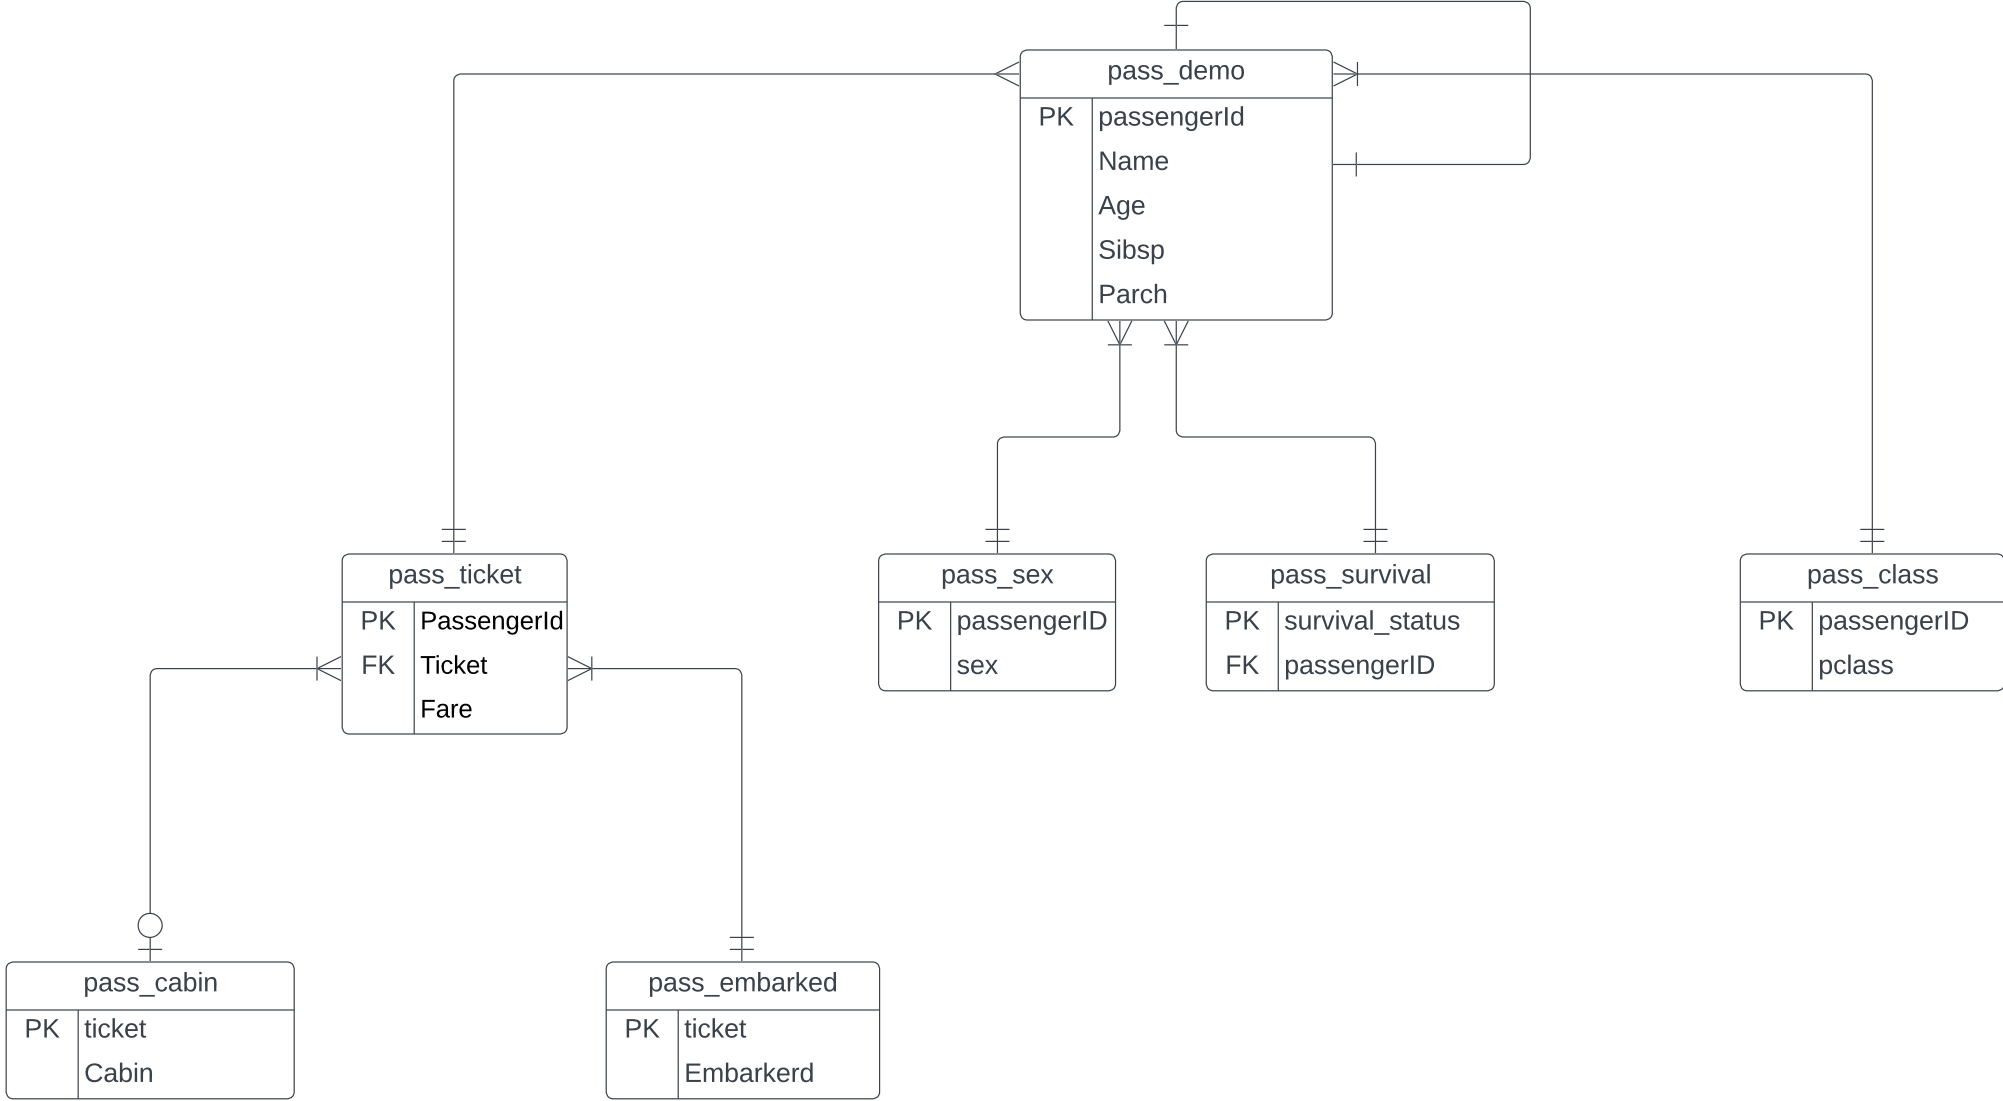 pass_demo
PK passengerId
Name
Age
Sibsp
Parch
pass_ticket
PK PassengerId
FK Ticket
Fare
pass_sex
PK passengerID
sex
pass_survival
PK survival_status
FK passengerID
pass_class
PK passengerID
pclass
pass_cabin
PK ticket
Cabin
pass_embarked
PK ticket
Embarkerd